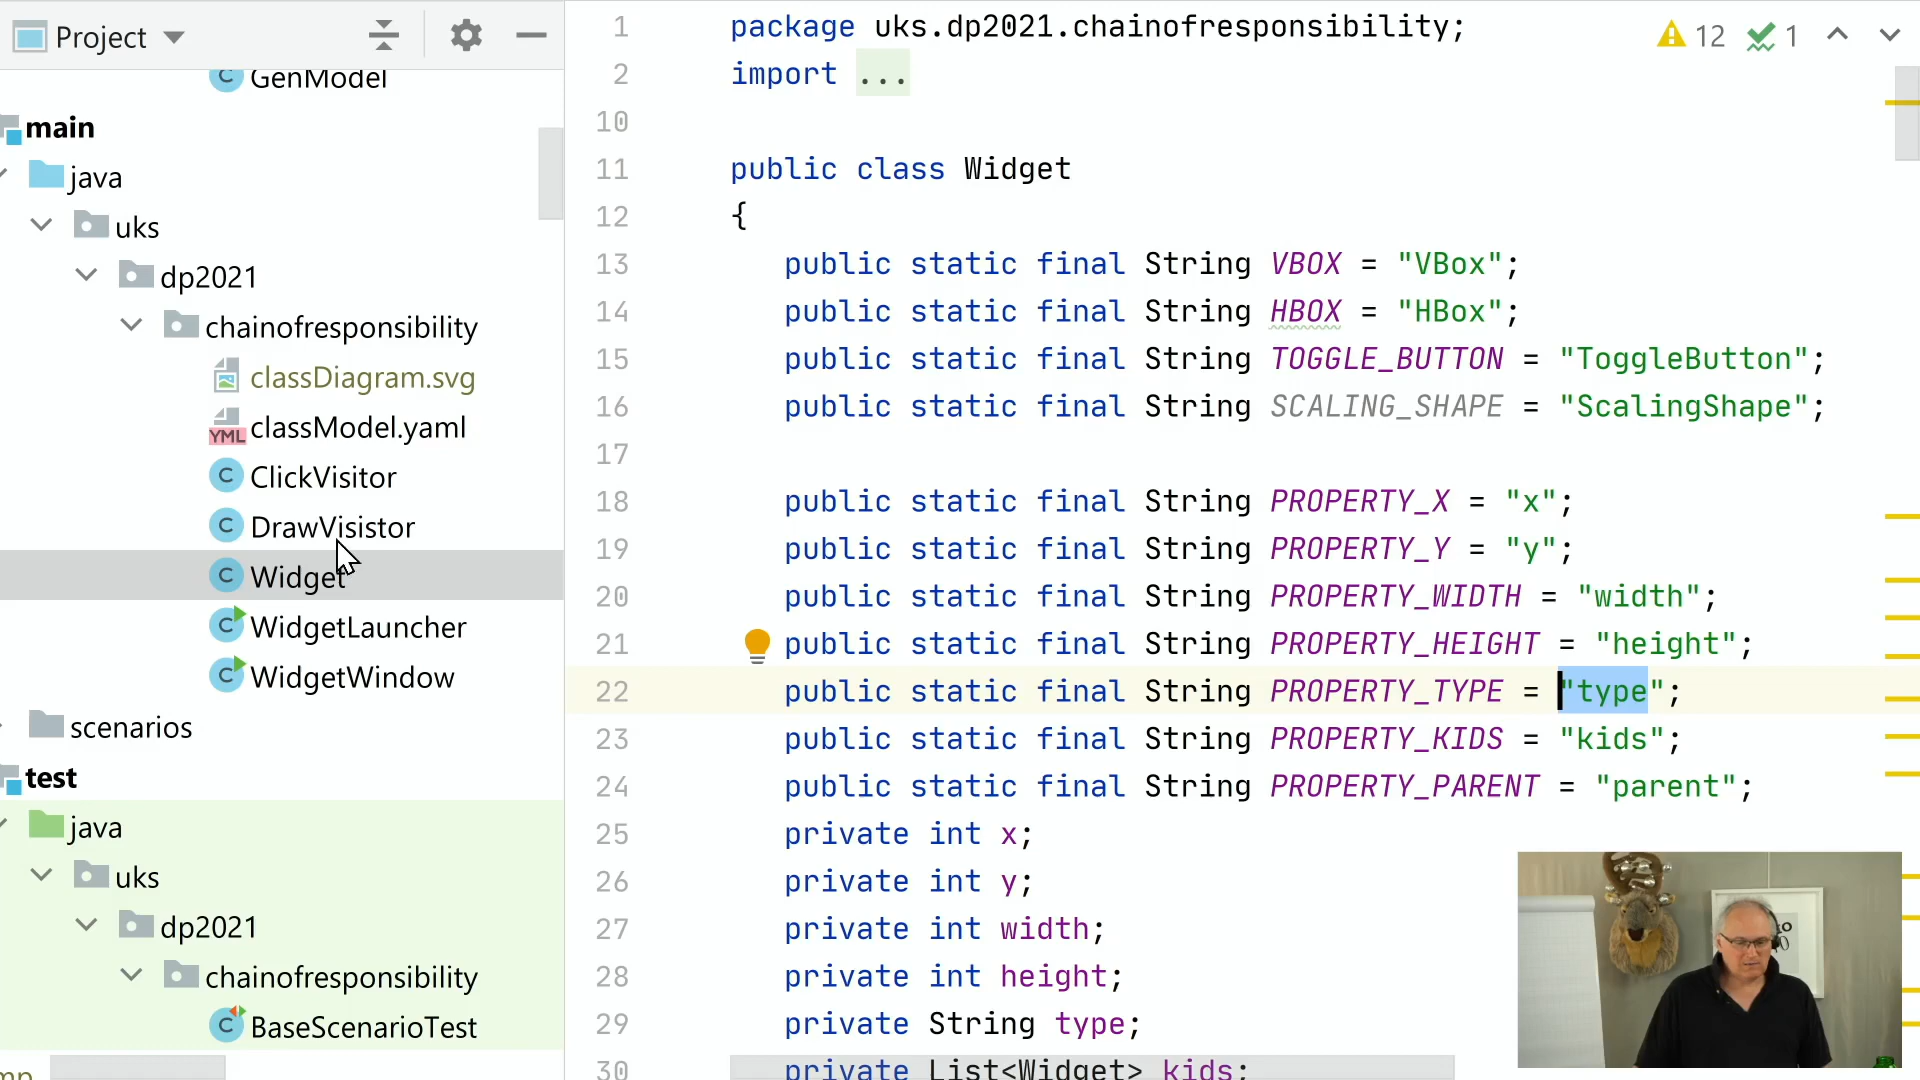 Project
GenModel
main
java
uks
dp2021
chainofresponsibility
classDiagram.svg
YML classModel.yaml
C ClickVisitor
C DrawVisistor
C Widget
C WidgetLauncher
C WidgetWindow
scenarios
test
java
uks
dp2021
chainofresponsibility
C BaseScenarioTest
12 1
1 package uks.dp2021.chainofresponsibility;
2 import ...
10
11 public class Widget
12 {
13 public static final String VBOX = "VBox";
14 public static final String HBOX = "HBox";
15 public static final String TOGGLE_BUTTON = "ToggleButton";
16 public static final String SCALING_SHAPE = "ScalingShape";
17
18 public static final String PROPERTY_X = "x";
19 public static final String PROPERTY_Y = "y";
20 public static final String PROPERTY_WIDTH = "width";
21 public static final String PROPERTY_HEIGHT = "height";
22 public static final String PROPERTY_TYPE = "type";
23 public static final String PROPERTY_KIDS = "kids";
24 public static final String PROPERTY_PARENT = "parent";
25 private int x;
26 private int y;
27 private int width;
28 private int height;
29 private String type;
30 private List<Widget> kids;